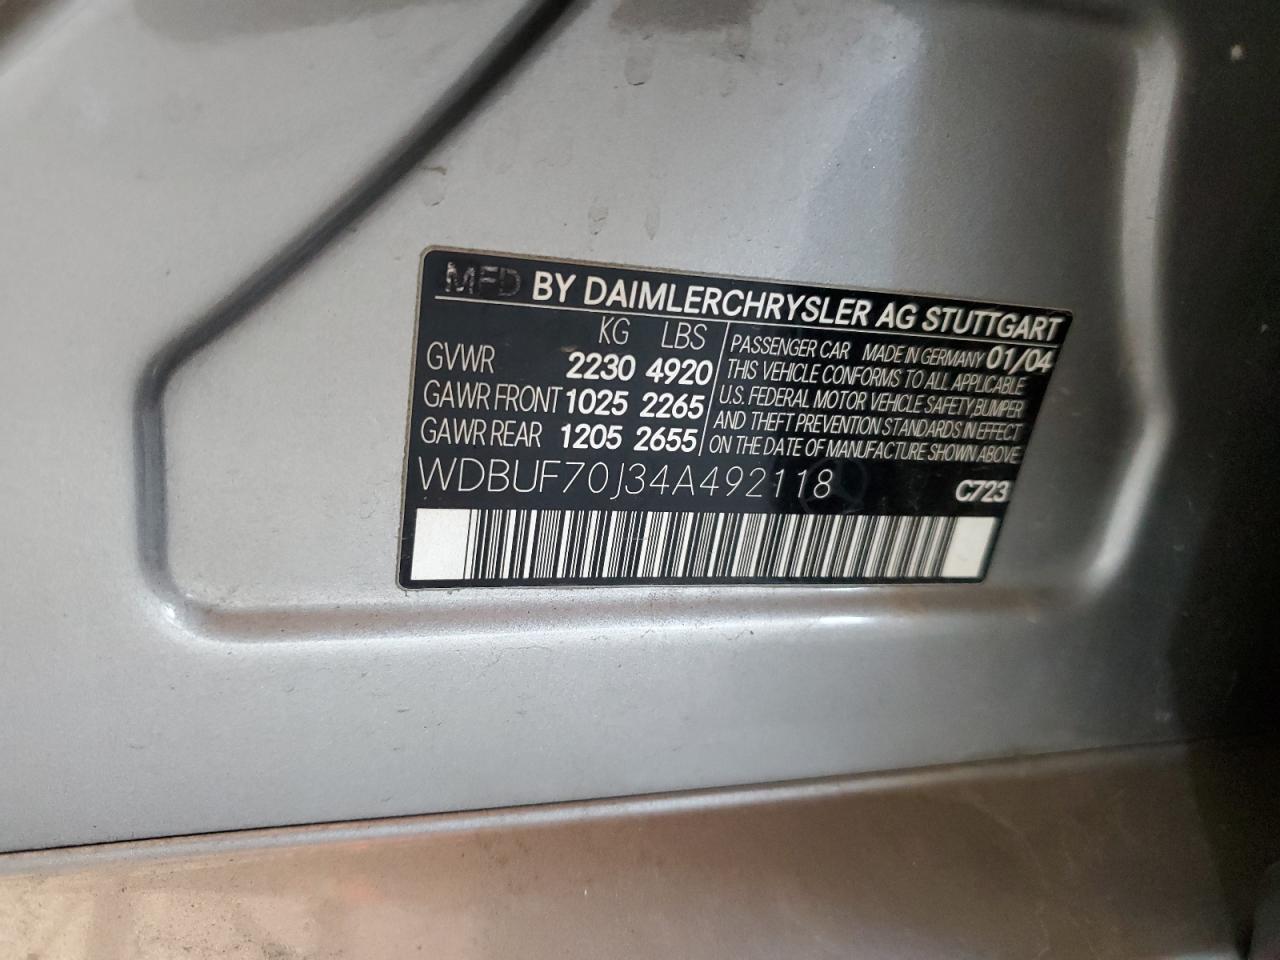 MFD BY DAIMLERCHRYSLER AG STUTTGART
KG LBS
GVWR 2230 4920
GAWR FRONT 1025 2265
GAWR REAR 1205 2655
PASSENGER CAR MADE IN GERMANY 01/04
THIS VEHICLE CONFORMS TO ALL APPLICABLE
U.S. FEDERAL MOTOR VEHICLE SAFETY,BUMPER
AND THEFT PREVENTION STANDARDS IN EFFECT
ON THE DATE OF MANUFACTURE SHOWN ABOVE
WDBUF70J34A492118 C723